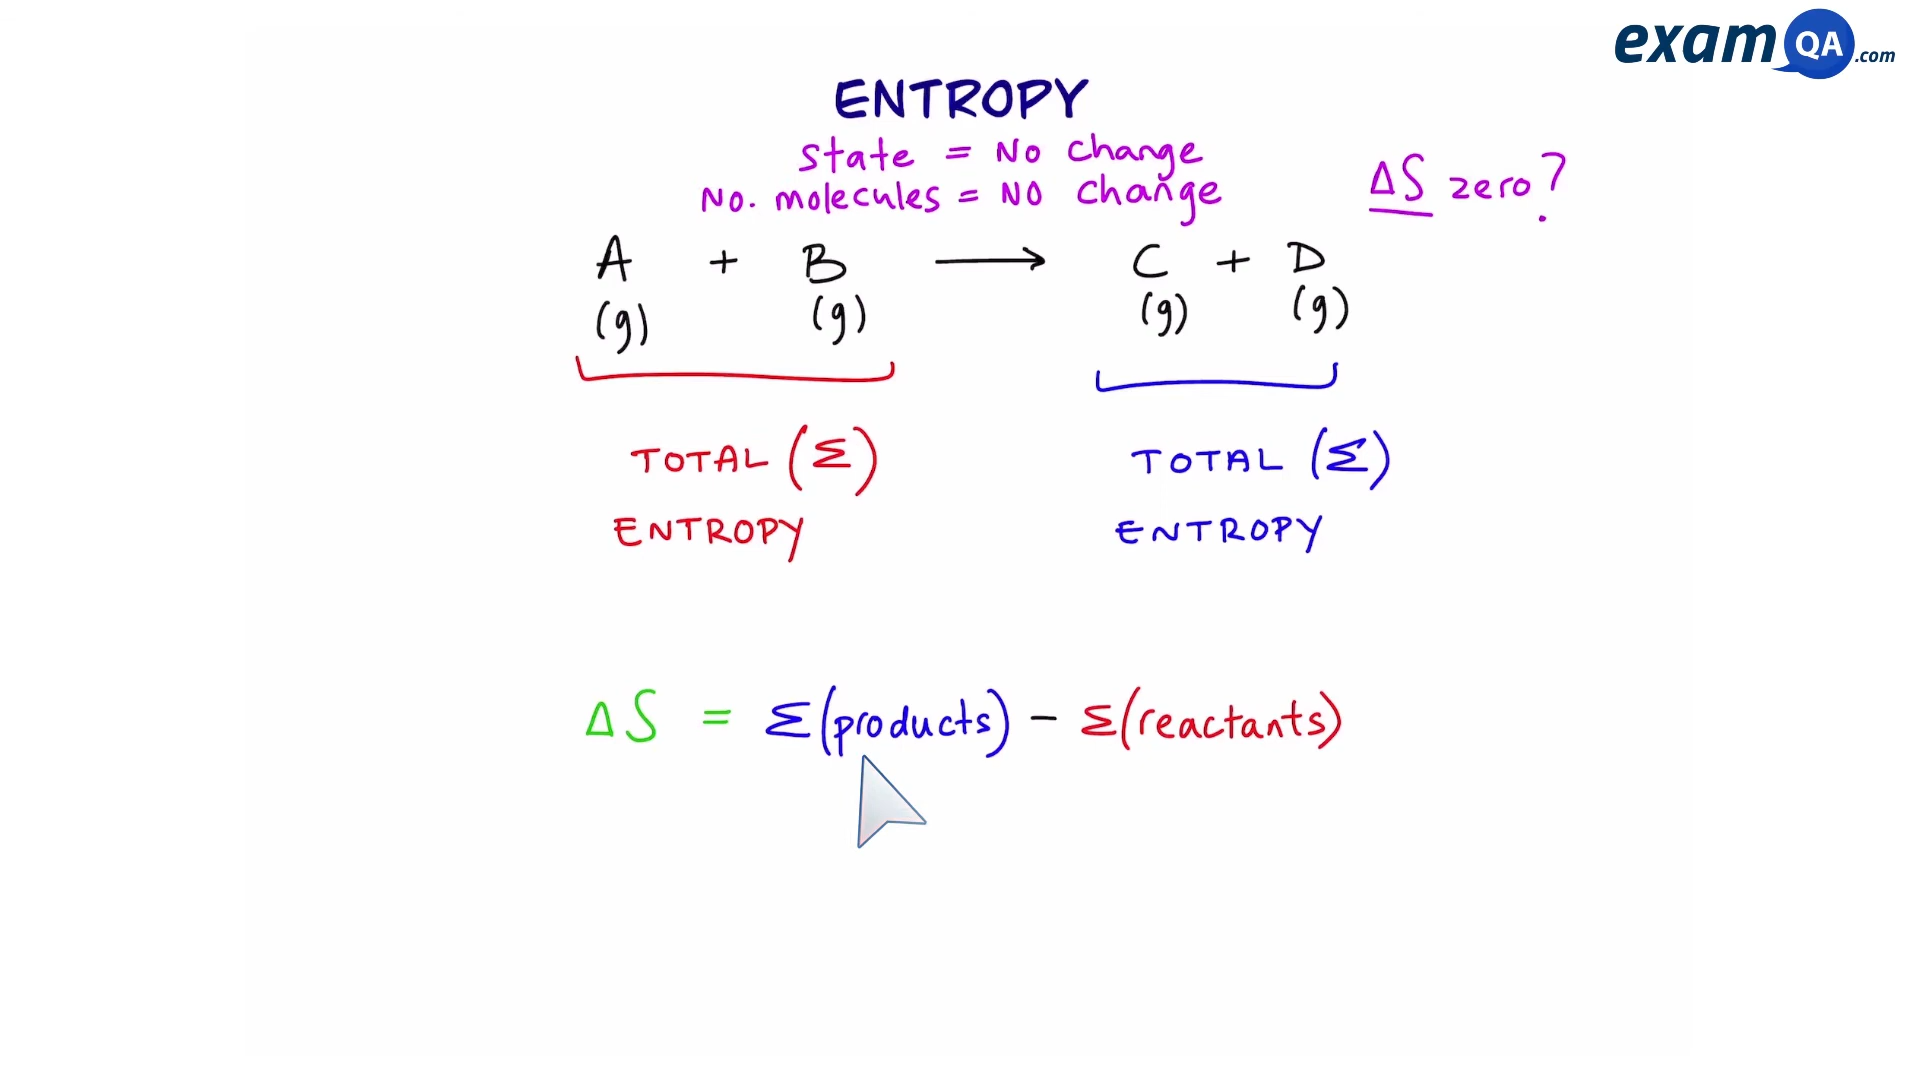 examQA.com
ENTROPY
state = No change
No. molecules = NO change
ΔS zero?
A + B ⟶ C + D
(g) (g) (g) (g)
TOTAL (Σ) TOTAL (Σ)
ENTROPY ENTROPY
ΔS = Σ(products) – Σ(reactants)